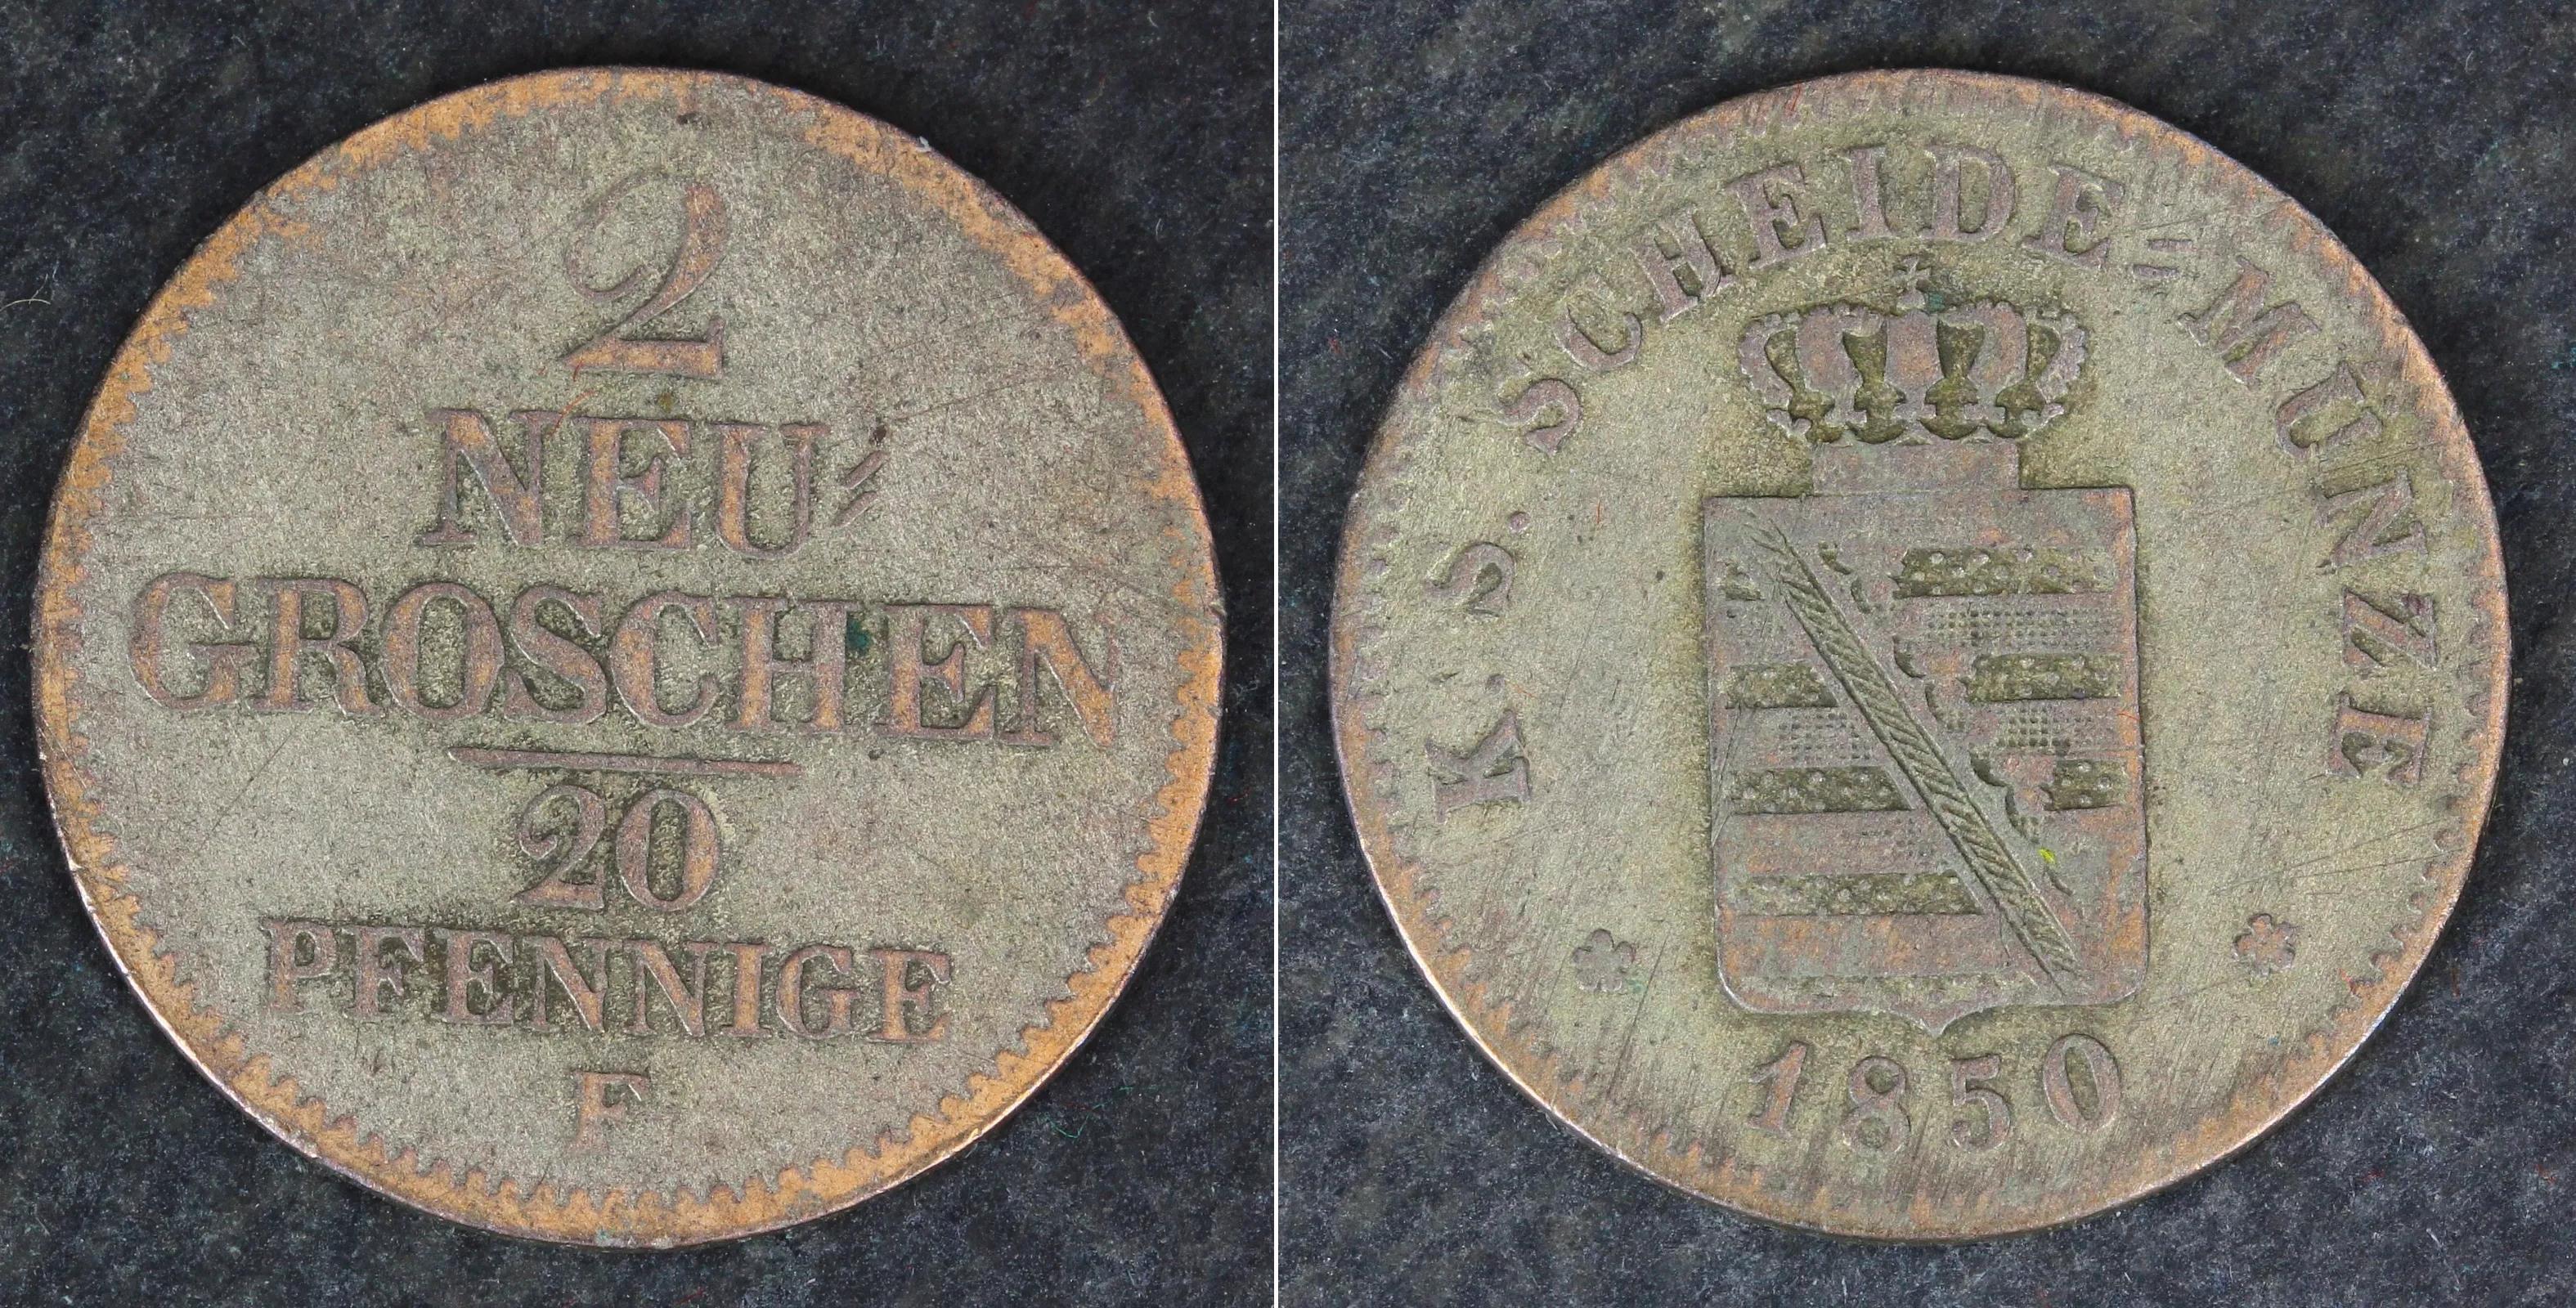 2
NEU=
GROSCHEN
20
PFENNIGE
F
K. S. SCHEIDE=MÜNZE
1850